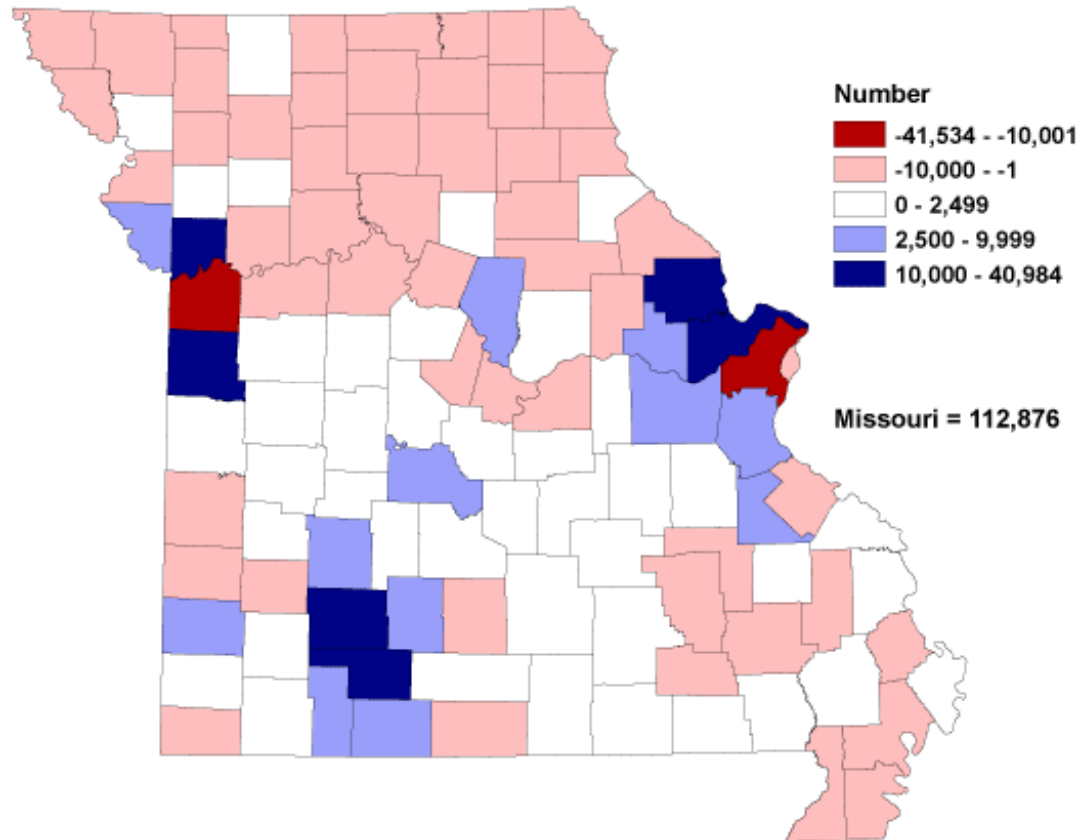 Number
-41,534 - -10,001
-10,000 - -1
0 - 2,499
2,500 - 9,999
10,000 - 40,984
Missouri = 112,876